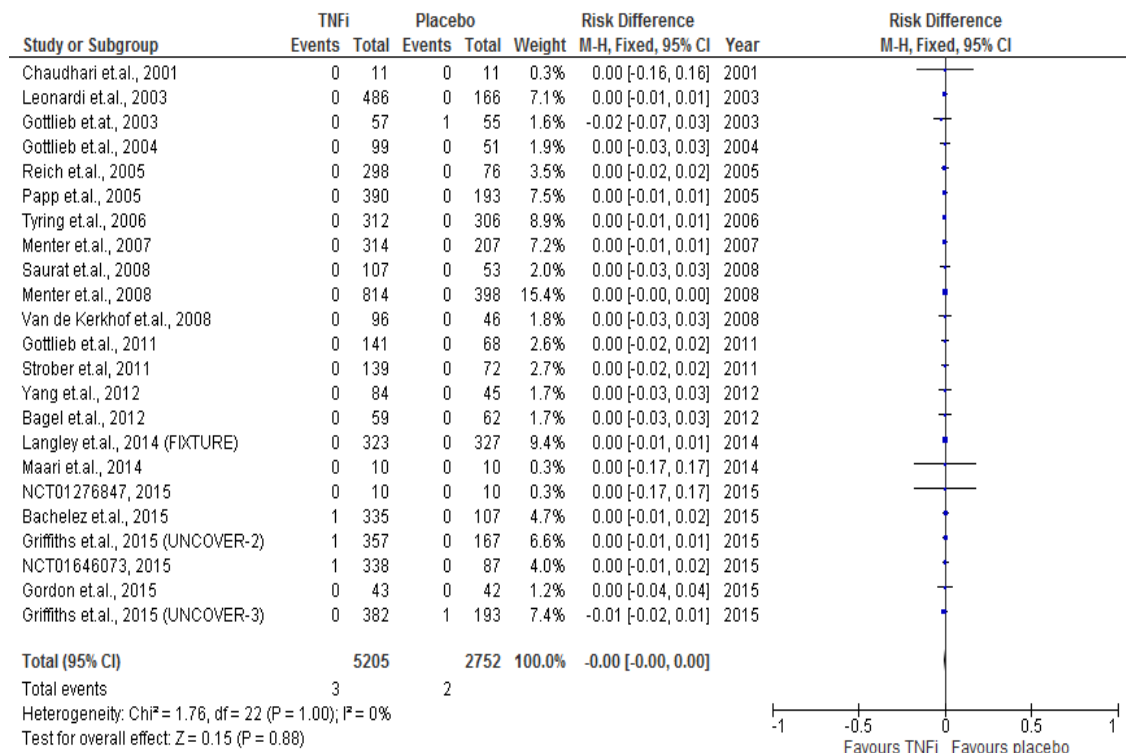 TNFi Placebo Risk Difference Risk Difference
Study or Subgroup Events Total Events Total Weight M-H, Fixed, 95% CI Year M-H, Fixed, 95% CI
Chaudhari et.al., 2001 0 11 0 11 0.3% 0.00 [-0.16, 0.16] 2001
Leonardi et.al., 2003 0 486 0 166 7.1% 0.00 [-0.01, 0.01] 2003
Gottlieb et.at., 2003 0 57 1 55 1.6% -0.02 [-0.07, 0.03] 2003
Gottlieb et.al., 2004 0 99 0 51 1.9% 0.00 [-0.03, 0.03] 2004
Reich et.al., 2005 0 298 0 76 3.5% 0.00 [-0.02, 0.02] 2005
Papp et.al., 2005 0 390 0 193 7.5% 0.00 [-0.01, 0.01] 2005
Tyring et.al., 2006 0 312 0 306 8.9% 0.00 [-0.01, 0.01] 2006
Menter et.al., 2007 0 314 0 207 7.2% 0.00 [-0.01, 0.01] 2007
Saurat et.al., 2008 0 107 0 53 2.0% 0.00 [-0.03, 0.03] 2008
Menter et.al., 2008 0 814 0 398 15.4% 0.00 [-0.00, 0.00] 2008
Van de Kerkhof et.al., 2008 0 96 0 46 1.8% 0.00 [-0.03, 0.03] 2008
Gottlieb et.al., 2011 0 141 0 68 2.6% 0.00 [-0.02, 0.02] 2011
Strober et.al, 2011 0 139 0 72 2.7% 0.00 [-0.02, 0.02] 2011
Yang et.al., 2012 0 84 0 45 1.7% 0.00 [-0.03, 0.03] 2012
Bagel et.al., 2012 0 59 0 62 1.8% 0.00 [-0.03, 0.03] 2012
Langley et.al., 2014 (FIXTURE) 0 323 0 327 9.4% 0.00 [-0.01, 0.01] 2014
Maari et.al., 2014 0 10 0 10 0.3% 0.00 [-0.17, 0.17] 2014
NCT01276847, 2015 0 10 0 10 0.3% 0.00 [-0.17, 0.17] 2015
Bachelez et.al., 2015 1 335 0 107 4.7% 0.00 [-0.01, 0.02] 2015
Griffiths et.al., 2015 (UNCOVER-2) 1 357 0 167 6.6% 0.00 [-0.01, 0.01] 2015
NCT01646073, 2015 1 338 0 87 4.0% 0.00 [-0.01, 0.02] 2015
Gordon et.al., 2015 0 43 0 42 1.2% 0.00 [-0.04, 0.04] 2015
Griffiths et.al., 2015 (UNCOVER-3) 0 382 1 193 7.4% -0.01 [-0.02, 0.01] 2015
Total (95% CI) 5205 2752 100.0% -0.00 [-0.00, 0.00]
Total events 3 2
Heterogeneity: Chi² = 1.76, df = 22 (P = 1.00); I² = 0%
Test for overall effect: Z = 0.15 (P = 0.88)
-1 -0.5 0 0.5 1
Favours TNFi Favours placebo